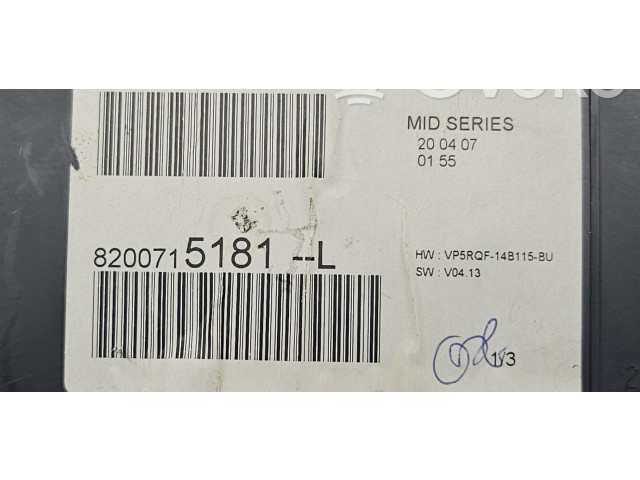 MID SERIES
20 04 07
01 55
8200715181 --L
HW : VP5RQF-14B115-BU
SW : V04.13
1/3